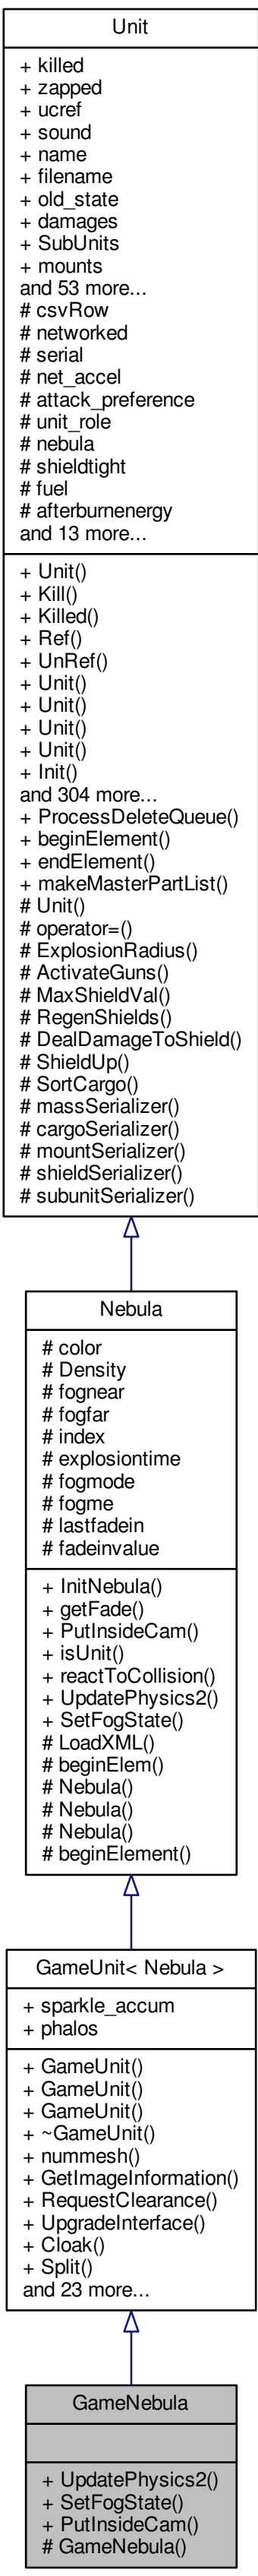 Unit
+ killed
+ zapped
+ ucref
+ sound
+ name
+ filename
+ old_state
+ damages
+ SubUnits
+ mounts
and 53 more...
# csvRow
# networked
# serial
# net_accel
# attack_preference
# unit_role
# nebula
# shieldtight
# fuel
# afterburnenergy
and 13 more...
+ Unit()
+ Kill()
+ Killed()
+ Ref()
+ UnRef()
+ Unit()
+ Unit()
+ Unit()
+ Unit()
+ Init()
and 304 more...
+ ProcessDeleteQueue()
+ beginElement()
+ endElement()
+ makeMasterPartList()
# Unit()
# operator=()
# ExplosionRadius()
# ActivateGuns()
# MaxShieldVal()
# RegenShields()
# DealDamageToShield()
# ShieldUp()
# SortCargo()
# massSerializer()
# cargoSerializer()
# mountSerializer()
# shieldSerializer()
# subunitSerializer()
Nebula
# color
# Density
# fognear
# fogfar
# index
# explosiontime
# fogmode
# fogme
# lastfadein
# fadeinvalue
+ InitNebula()
+ getFade()
+ PutInsideCam()
+ isUnit()
+ reactToCollision()
+ UpdatePhysics2()
+ SetFogState()
# LoadXML()
# beginElem()
# Nebula()
# Nebula()
# Nebula()
# beginElement()
GameUnit< Nebula >
+ sparkle_accum
+ phalos
+ GameUnit()
+ GameUnit()
+ GameUnit()
+ ~GameUnit()
+ nummesh()
+ GetImageInformation()
+ RequestClearance()
+ UpgradeInterface()
+ Cloak()
+ Split()
and 23 more...
GameNebula
+ UpdatePhysics2()
+ SetFogState()
+ PutInsideCam()
# GameNebula()